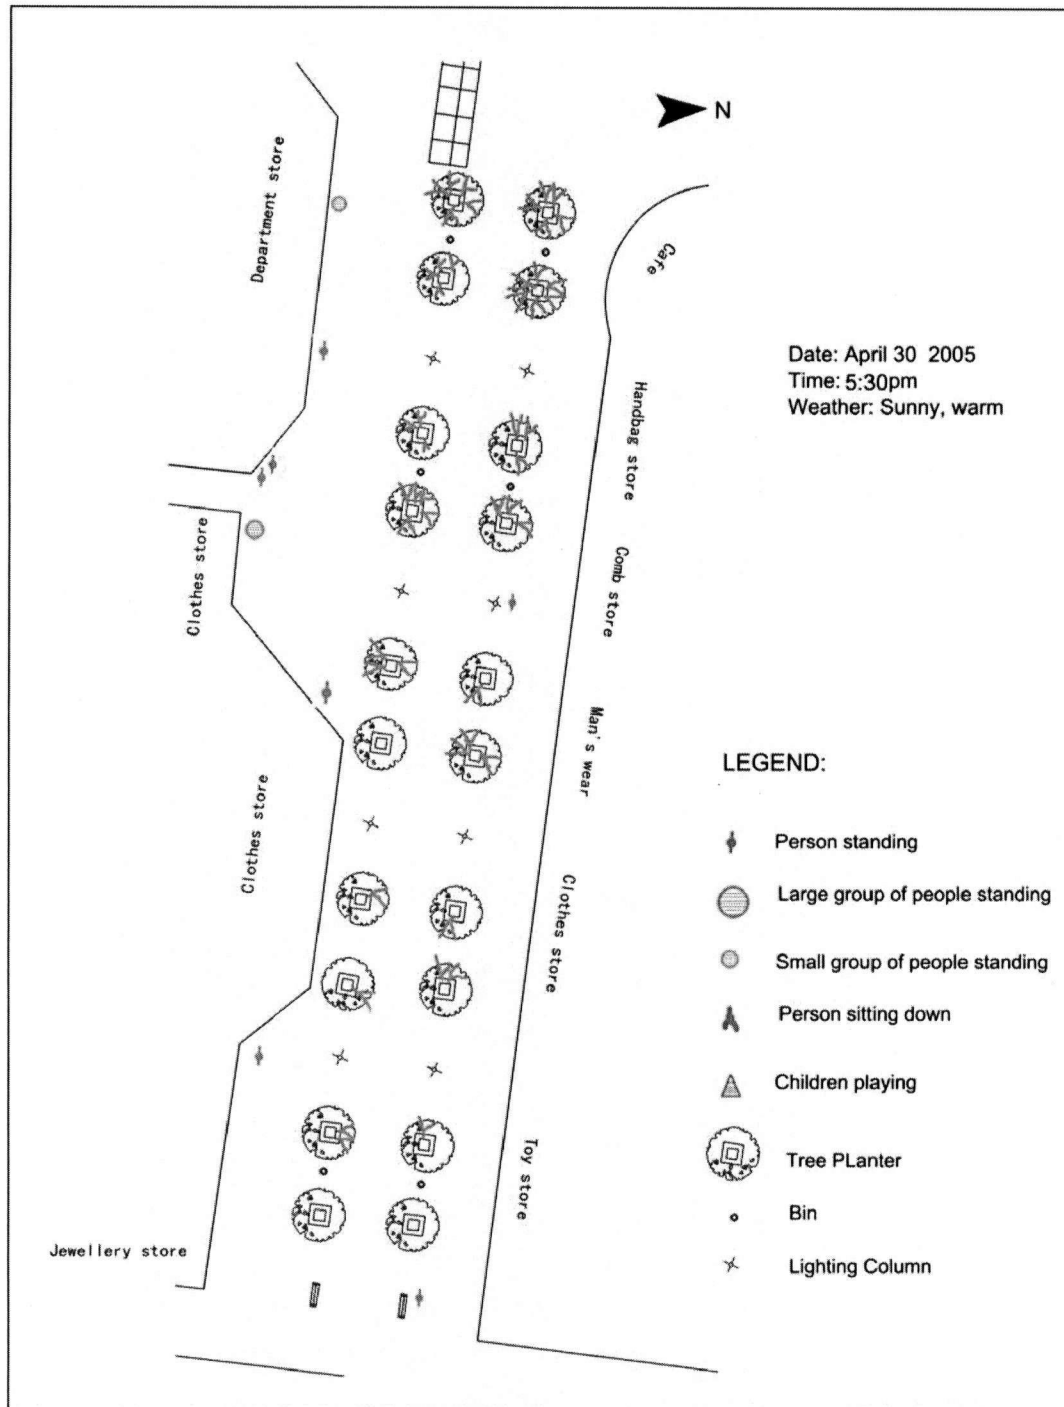 N
Department store
Cafe
Date: April 30 2005
Time: 5:30pm
Weather: Sunny, warm
Handbag store
Clothes store
Comb store
Man's wear
LEGEND:
Clothes store
Person standing
Clothes store
Large group of people standing
Small group of people standing
Person sitting down
Children playing
Toy store
Tree PLanter
Bin
Jewellery store
Lighting Column